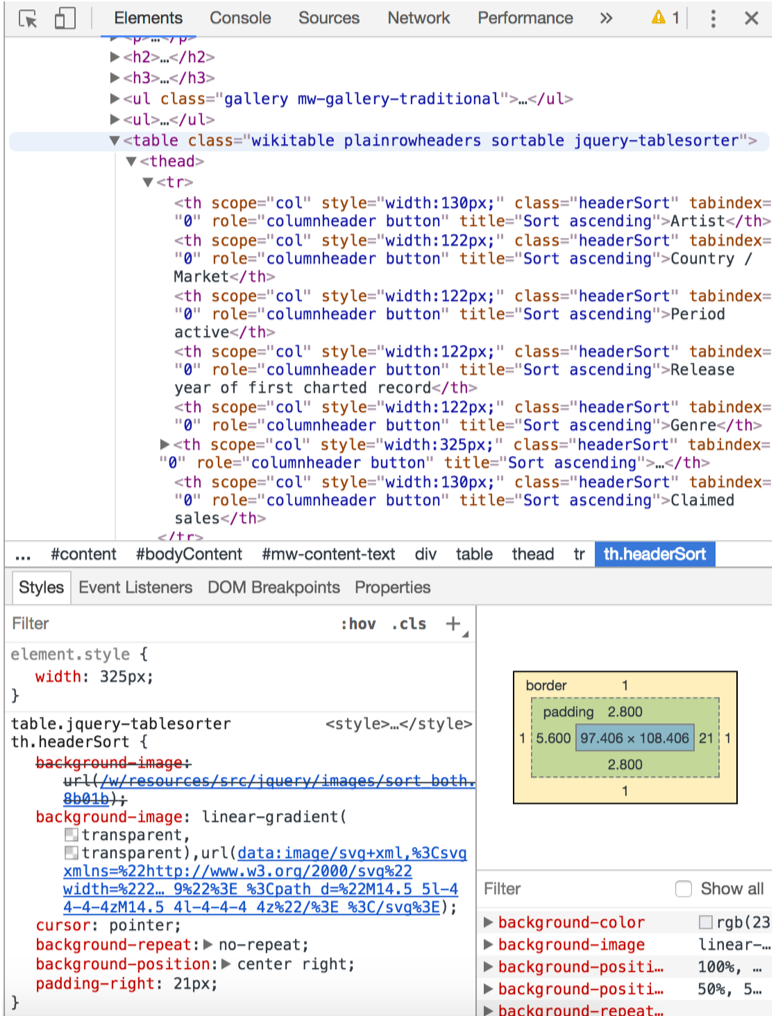 Elements Console Sources Network Performance » 1
<p>…</p>
<h2>…</h2>
<h3>…</h3>
<ul class="gallery mw-gallery-traditional">…</ul>
<ul>…</ul>
<table class="wikitable plainrowheaders sortable jquery-tablesorter">
<thead>
<tr>
<th scope="col" style="width:130px;" class="headerSort" tabindex=
"0" role="columnheader button" title="Sort ascending">Artist</th>
<th scope="col" style="width:122px;" class="headerSort" tabindex=
"0" role="columnheader button" title="Sort ascending">Country /
Market</th>
<th scope="col" style="width:122px;" class="headerSort" tabindex=
"0" role="columnheader button" title="Sort ascending">Period
active</th>
<th scope="col" style="width:122px;" class="headerSort" tabindex=
"0" role="columnheader button" title="Sort ascending">Release
year of first charted record</th>
<th scope="col" style="width:122px;" class="headerSort" tabindex=
"0" role="columnheader button" title="Sort ascending">Genre</th>
<th scope="col" style="width:325px;" class="headerSort" tabindex=
"0" role="columnheader button" title="Sort ascending">…</th>
<th scope="col" style="width:130px;" class="headerSort" tabindex=
"0" role="columnheader button" title="Sort ascending">Claimed
sales</th>
</tr>
... #content #bodyContent #mw-content-text div table thead tr th.headerSort
Styles Event Listeners DOM Breakpoints Properties
Filter :hov .cls +
element.style {
width: 325px;
}
table.jquery-tablesorter <style>…</style>
th.headerSort {
background-image:
url(/w/resources/src/jquery/images/sort_both.
8b01b);
background-image: linear-gradient(
transparent,
transparent),url(data:image/svg+xml,%3Csvg
xmlns=%22http://www.w3.org/2000/svg%22
width=%222… 9%22%3E %3Cpath d=%22M14.5 5l-4
4-4-4zM14.5 4l-4-4-4 4z%22/%3E %3C/svg%3E);
cursor: pointer;
background-repeat: no-repeat;
background-position: center right;
padding-right: 21px;
}
border 1
padding 2.800
1 5.600 97.406 × 108.406 21 1
2.800
1
Filter Show all
background-color rgb(23
background-image linear-…
background-positi… 100%, …
background-positi… 50%, 5…
background-repeat…